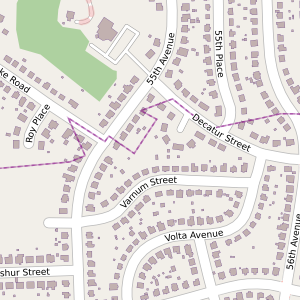 55th Avenue
55th Place
ke Road
Roy Place
Decatur Street
Varnum Street
Volta Avenue
56th Avenue
shur Street